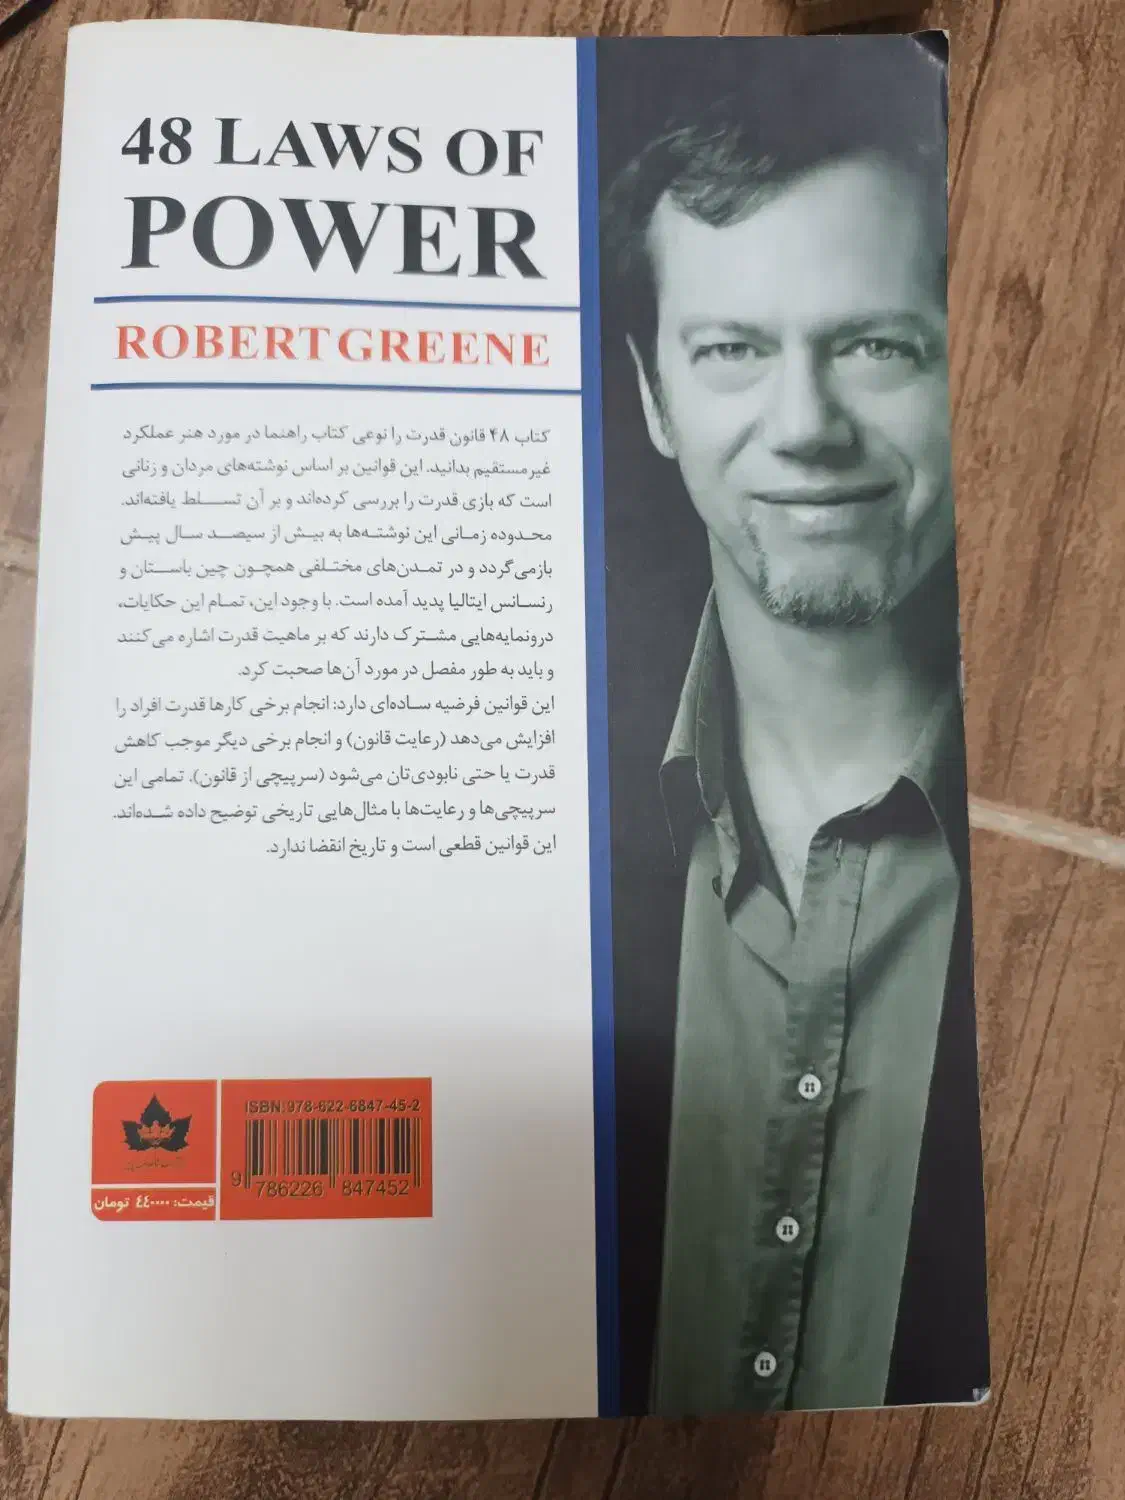 48 LAWS OF
POWER
ROBERT GREENE
کتاب ۴۸ قانون قدرت را نوعی کتاب راهنما در مورد هنر عملکرد
غیرمستقیم بدانید. این قوانین بر اساس نوشته‌های مردان و زنانی
است که بازی قدرت را بررسی کرده‌اند و بر آن تسلط یافته‌اند.
محدوده زمانی این نوشته‌ها به بیش از سیصد سال پیش
بازمی‌گردد و در تمدن‌های مختلفی همچون چین باستان و
رنسانس ایتالیا پدید آمده است. با وجود این، تمام این حکایات،
درونمایه‌هایی مشترک دارند که بر ماهیت قدرت اشاره می‌کنند
و باید به طور مفصل در مورد آن‌ها صحبت کرد.
این قوانین فرضیه ساده‌ای دارد: انجام برخی کارها قدرت افراد را
افزایش می‌دهد (رعایت قانون) و انجام برخی دیگر موجب کاهش
قدرت یا حتی نابودی‌تان می‌شود (سرپیچی از قانون). تمامی این
سرپیچی‌ها و رعایت‌ها با مثال‌هایی تاریخی توضیح داده شده‌اند.
این قوانین قطعی است و تاریخ انقضا ندارد.
ISBN:978-622-6847-45-2
9 786226 847452
قیمت: ٤٤٠٠٠٠ تومان